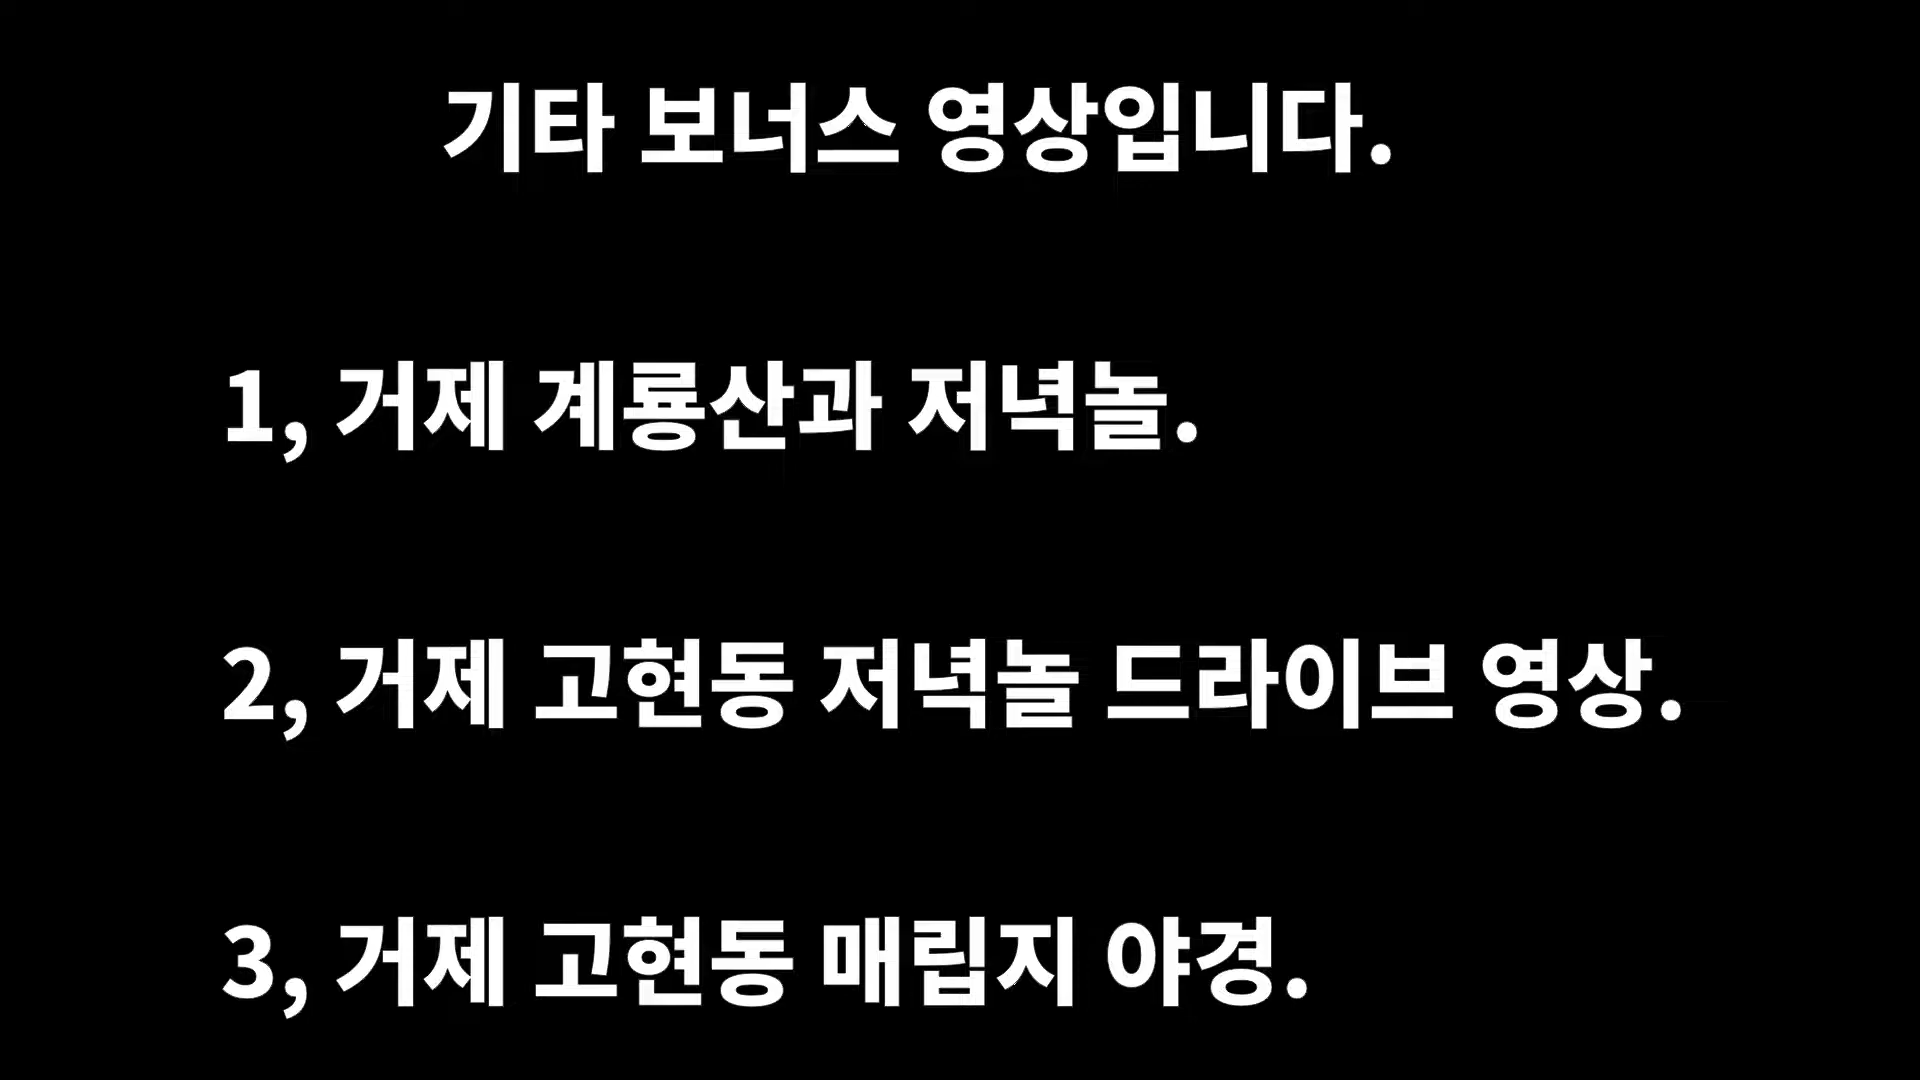 기타 보너스 영상입니다.
1, 거제 계룡산과 저녁놀.
2, 거제 고현동 저녁놀 드라이브 영상.
3, 거제 고현동 매립지 야경.